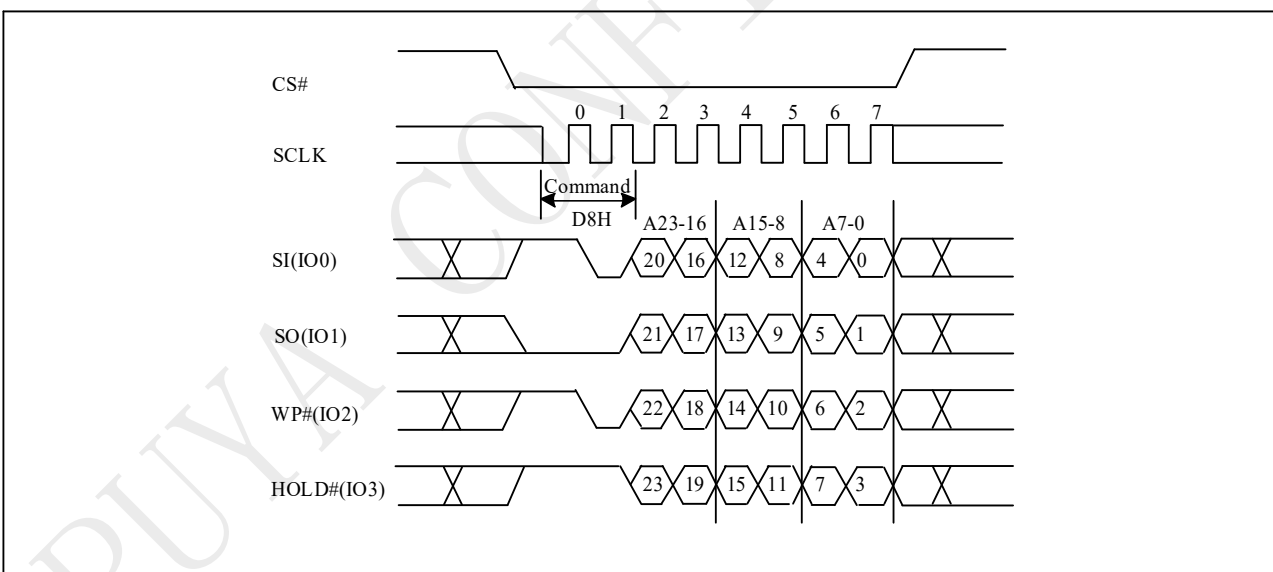 PUYA CONF
CS#
0 1 2 3 4 5 6 7
SCLK
Command
D8H
A23-16 A15-8 A7-0
SI(IO0) 20 16 12 8 4 0
SO(IO1) 21 17 13 9 5 1
WP#(IO2) 22 18 14 10 6 2
HOLD#(IO3) 23 19 15 11 7 3